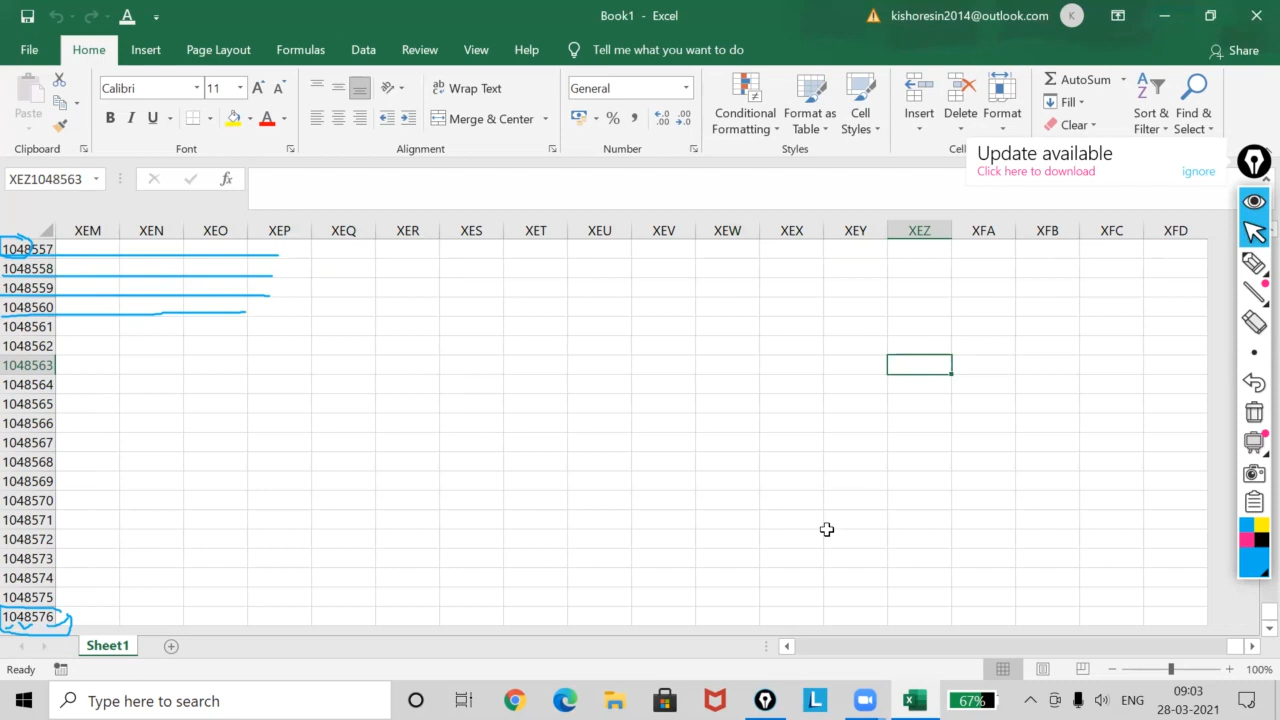 Book1 - Excel
kishoresin2014@outlook.com
K
File Home Insert Page Layout Formulas Data Review View Help Tell me what you want to do Share
Paste
Calibri 11
B I U A
Wrap Text
Merge & Center
General
% ,
Conditional Formatting
Format as Table
Cell Styles
Insert Delete Format
AutoSum
Fill
Clear
Sort & Filter
Find & Select
Clipboard Font Alignment Number Styles Cel
Update available
Click here to download ignore
XEZ1048563 fx
XEM XEN XEO XEP XEQ XER XES XET XEU XEV XEW XEX XEY XEZ XFA XFB XFC XFD
1048557
1048558
1048559
1048560
1048561
1048562
1048563
1048564
1048565
1048566
1048567
1048568
1048569
1048570
1048571
1048572
1048573
1048574
1048575
1048576
Sheet1
Ready 100%
Type here to search
L
67%
ENG
09:03
28-03-2021